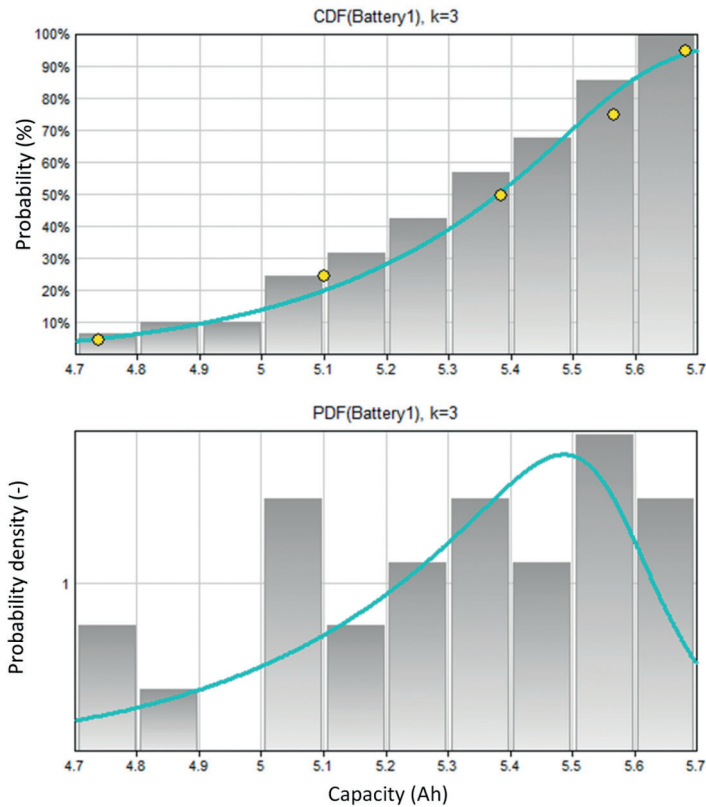 CDF(Battery1), k=3
Probability (%)
100%
90%
80%
70%
60%
50%
40%
30%
20%
10%
4.7 4.8 4.9 5 5.1 5.2 5.3 5.4 5.5 5.6 5.7
PDF(Battery1), k=3
Probability density (-)
1
4.7 4.8 4.9 5 5.1 5.2 5.3 5.4 5.5 5.6 5.7
Capacity (Ah)